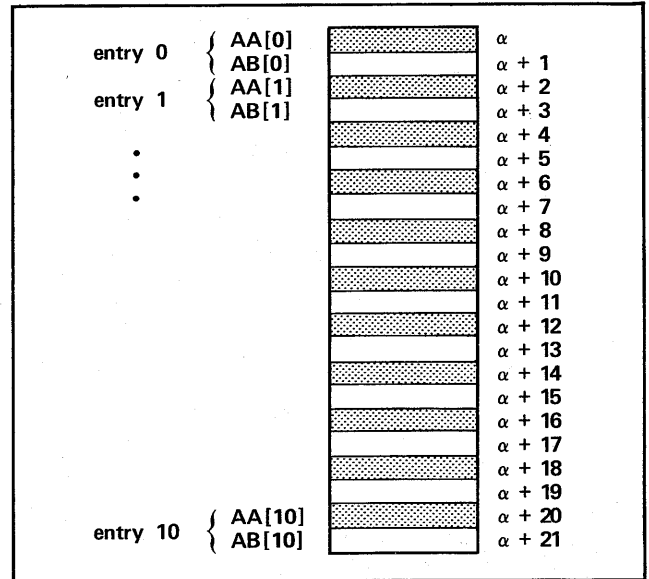 AA[0] α
entry 0 {
AB[0] α + 1
AA[1] α + 2
entry 1 {
AB[1] α + 3
α + 4
α + 5
α + 6
α + 7
α + 8
α + 9
α + 10
α + 11
α + 12
α + 13
α + 14
α + 15
α + 16
α + 17
α + 18
α + 19
AA[10] α + 20
entry 10 {
AB[10] α + 21